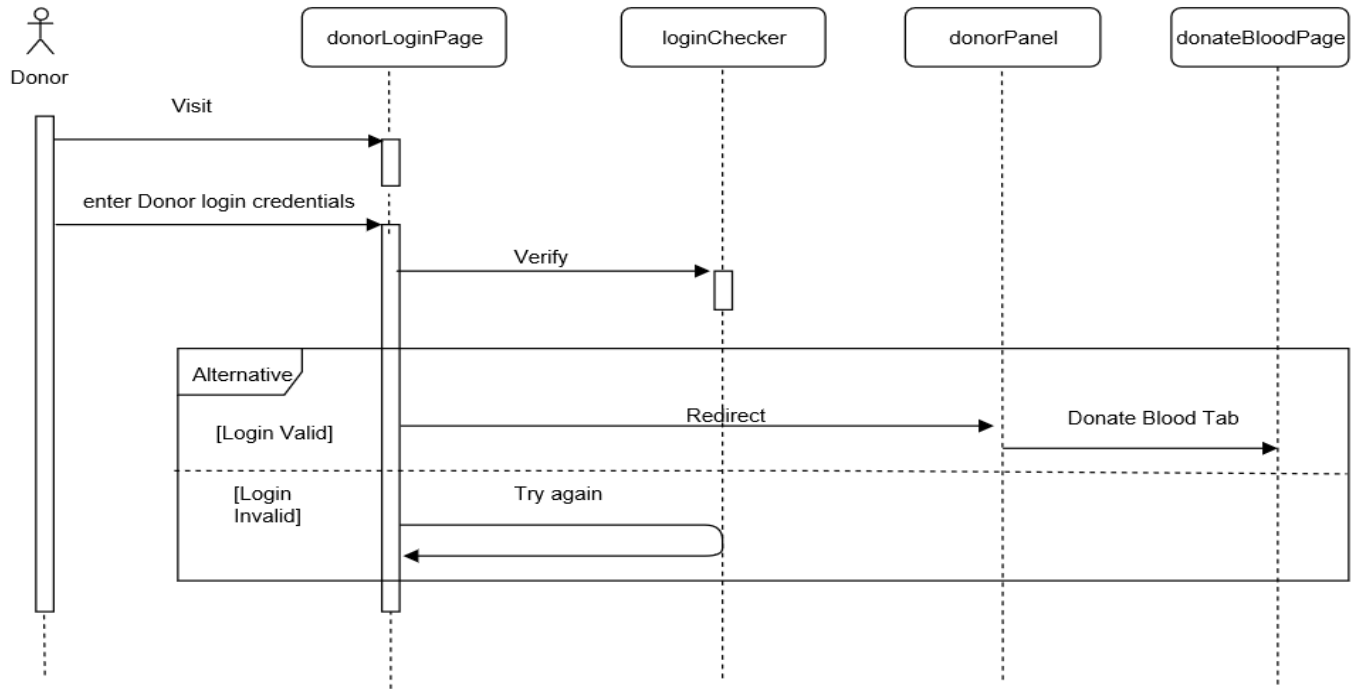 donorLoginPage
loginChecker
donorPanel
donateBloodPage
Donor
Visit
enter Donor login credentials
Verify
Alternative
[Login Valid]
Redirect
Donate Blood Tab
[Login
Invalid]
Try again